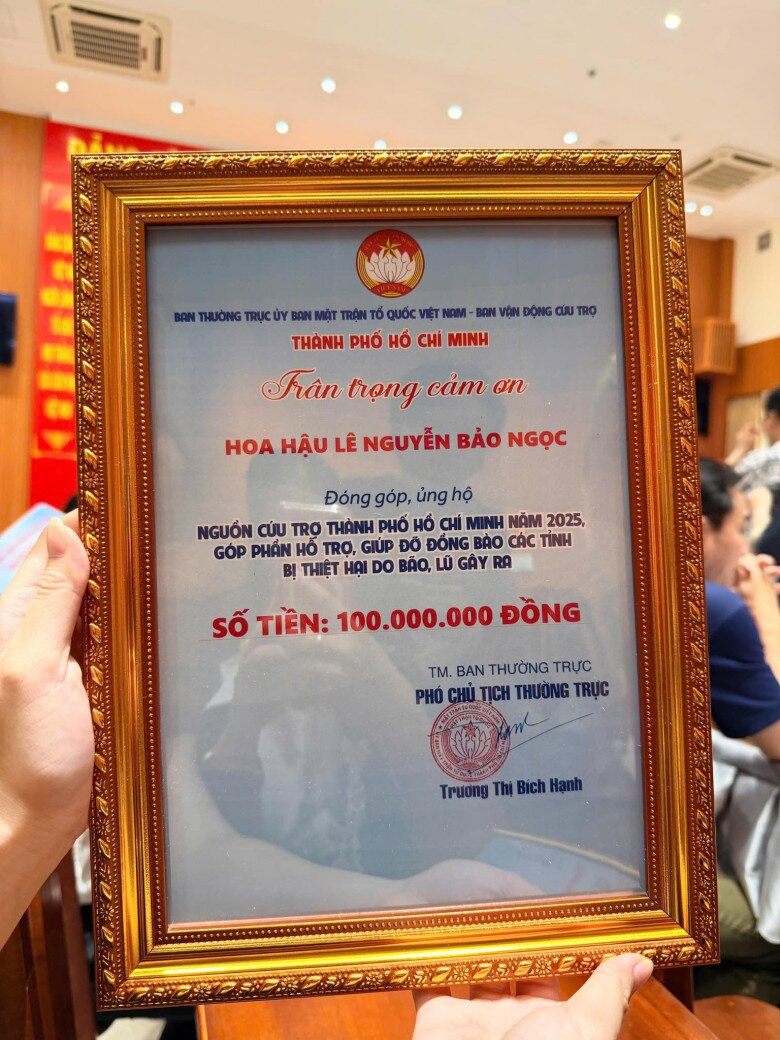 ĐẢNG
VIỆT NAM
BAN THƯỜNG TRỰC ỦY BAN MẶT TRẬN TỔ QUỐC VIỆT NAM - BAN VẬN ĐỘNG CỨU TRỢ
THÀNH PHỐ HỒ CHÍ MINH
Trân trọng cảm ơn
HOA HẬU LÊ NGUYỄN BẢO NGỌC
Đóng góp, ủng hộ
NGUỒN CỨU TRỢ THÀNH PHỐ HỒ CHÍ MINH NĂM 2025,
GÓP PHẦN HỖ TRỢ, GIÚP ĐỠ ĐỒNG BÀO CÁC TỈNH
BỊ THIỆT HẠI DO BÃO, LŨ GÂY RA
SỐ TIỀN: 100.000.000 ĐỒNG
TM. BAN THƯỜNG TRỰC
PHÓ CHỦ TỊCH THƯỜNG TRỰC
Trương Thị Bích Hạnh